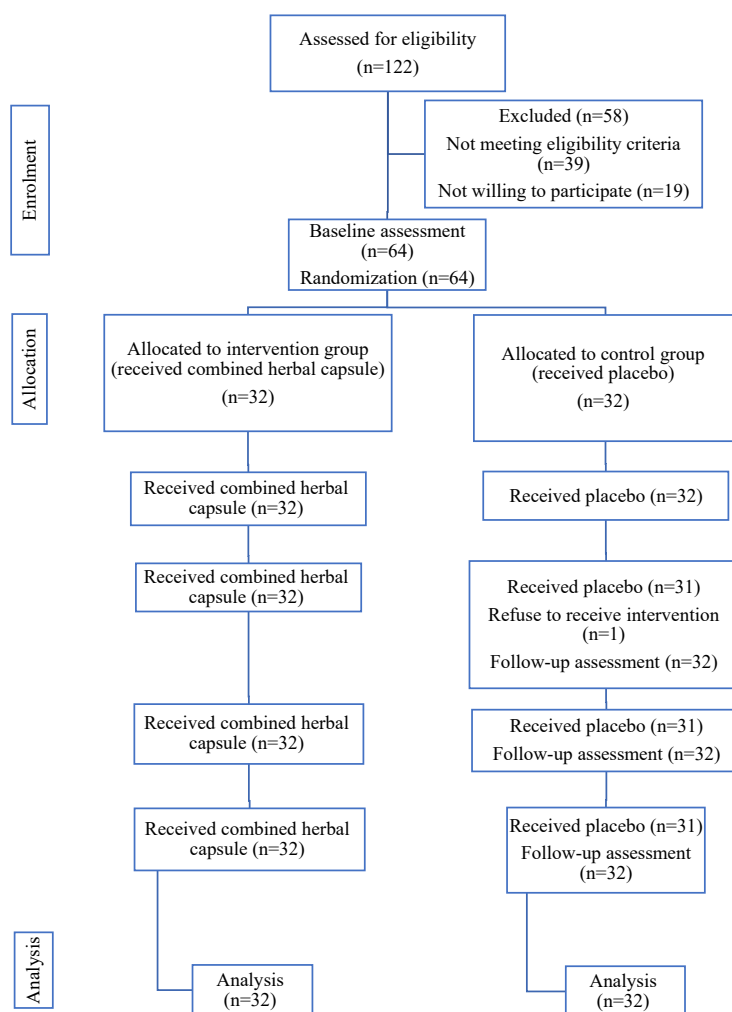 Assessed for eligibility
(n=122)
Enrolment
Excluded (n=58)
Not meeting eligibility criteria
(n=39)
Not willing to participate (n=19)
Baseline assessment
(n=64)
Randomization (n=64)
Allocation
Allocated to intervention group
(received combined herbal capsule)
(n=32)
Allocated to control group
(received placebo)
(n=32)
Received combined herbal
capsule (n=32)
Received placebo (n=32)
Received combined herbal
capsule (n=32)
Received placebo (n=31)
Refuse to receive intervention
(n=1)
Follow-up assessment (n=32)
Received combined herbal
capsule (n=32)
Received placebo (n=31)
Follow-up assessment (n=32)
Received combined herbal
capsule (n=32)
Received placebo (n=31)
Follow-up assessment
(n=32)
Analysis
Analysis
(n=32)
Analysis
(n=32)